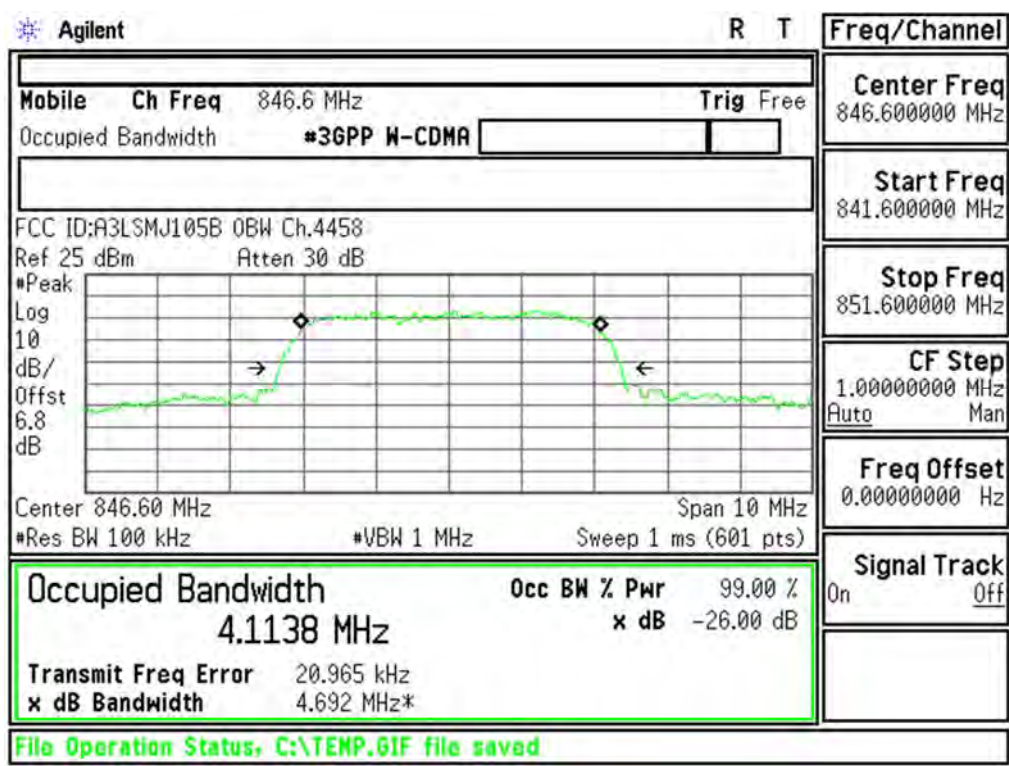 Agilent R T Freq/Channel
Mobile Ch Freq 846.6 MHz Trig Free
Occupied Bandwidth #3GPP W-CDMA
FCC ID:A3LSMJ105B OBW Ch.4458
Ref 25 dBm Atten 30 dB
#Peak
Log
10
dB/
Offst
6.8
dB
Center 846.60 MHz Span 10 MHz
#Res BW 100 kHz #VBW 1 MHz Sweep 1 ms (601 pts)
Occupied Bandwidth Occ BW % Pwr 99.00 %
4.1138 MHz x dB -26.00 dB
Transmit Freq Error 20.965 kHz
x dB Bandwidth 4.692 MHz*
Center Freq
846.600000 MHz
Start Freq
841.600000 MHz
Stop Freq
851.600000 MHz
CF Step
1.00000000 MHz
Auto Man
Freq Offset
0.00000000 Hz
Signal Track
On Off
File Operation Status, C:\TEMP.GIF file saved